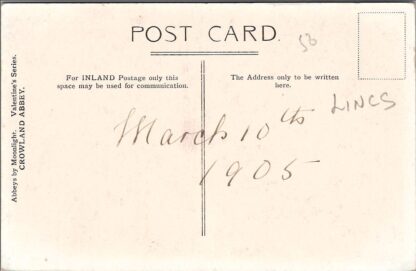 POST CARD.
50
For INLAND Postage only this
space may be used for communication.
The Address only to be written
here.
LINCS
March 10th
1905
Abbeys by Moonlight. Valentine's Series.
CROWLAND ABBEY.